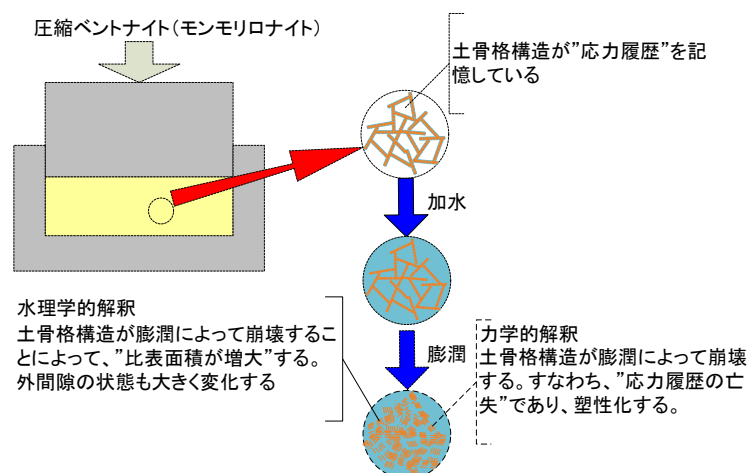 圧縮ベントナイト（モンモリロナイト）
土骨格構造が”応力履歴”を記
憶している
加水
水理学的解釈
土骨格構造が膨潤によって崩壊するこ
とによって、”比表面積が増大”する。
外間隙の状態も大きく変化する
膨潤
力学的解釈
土骨格構造が膨潤によって崩壊
する。すなわち、”応力履歴の亡
失”であり、塑性化する。